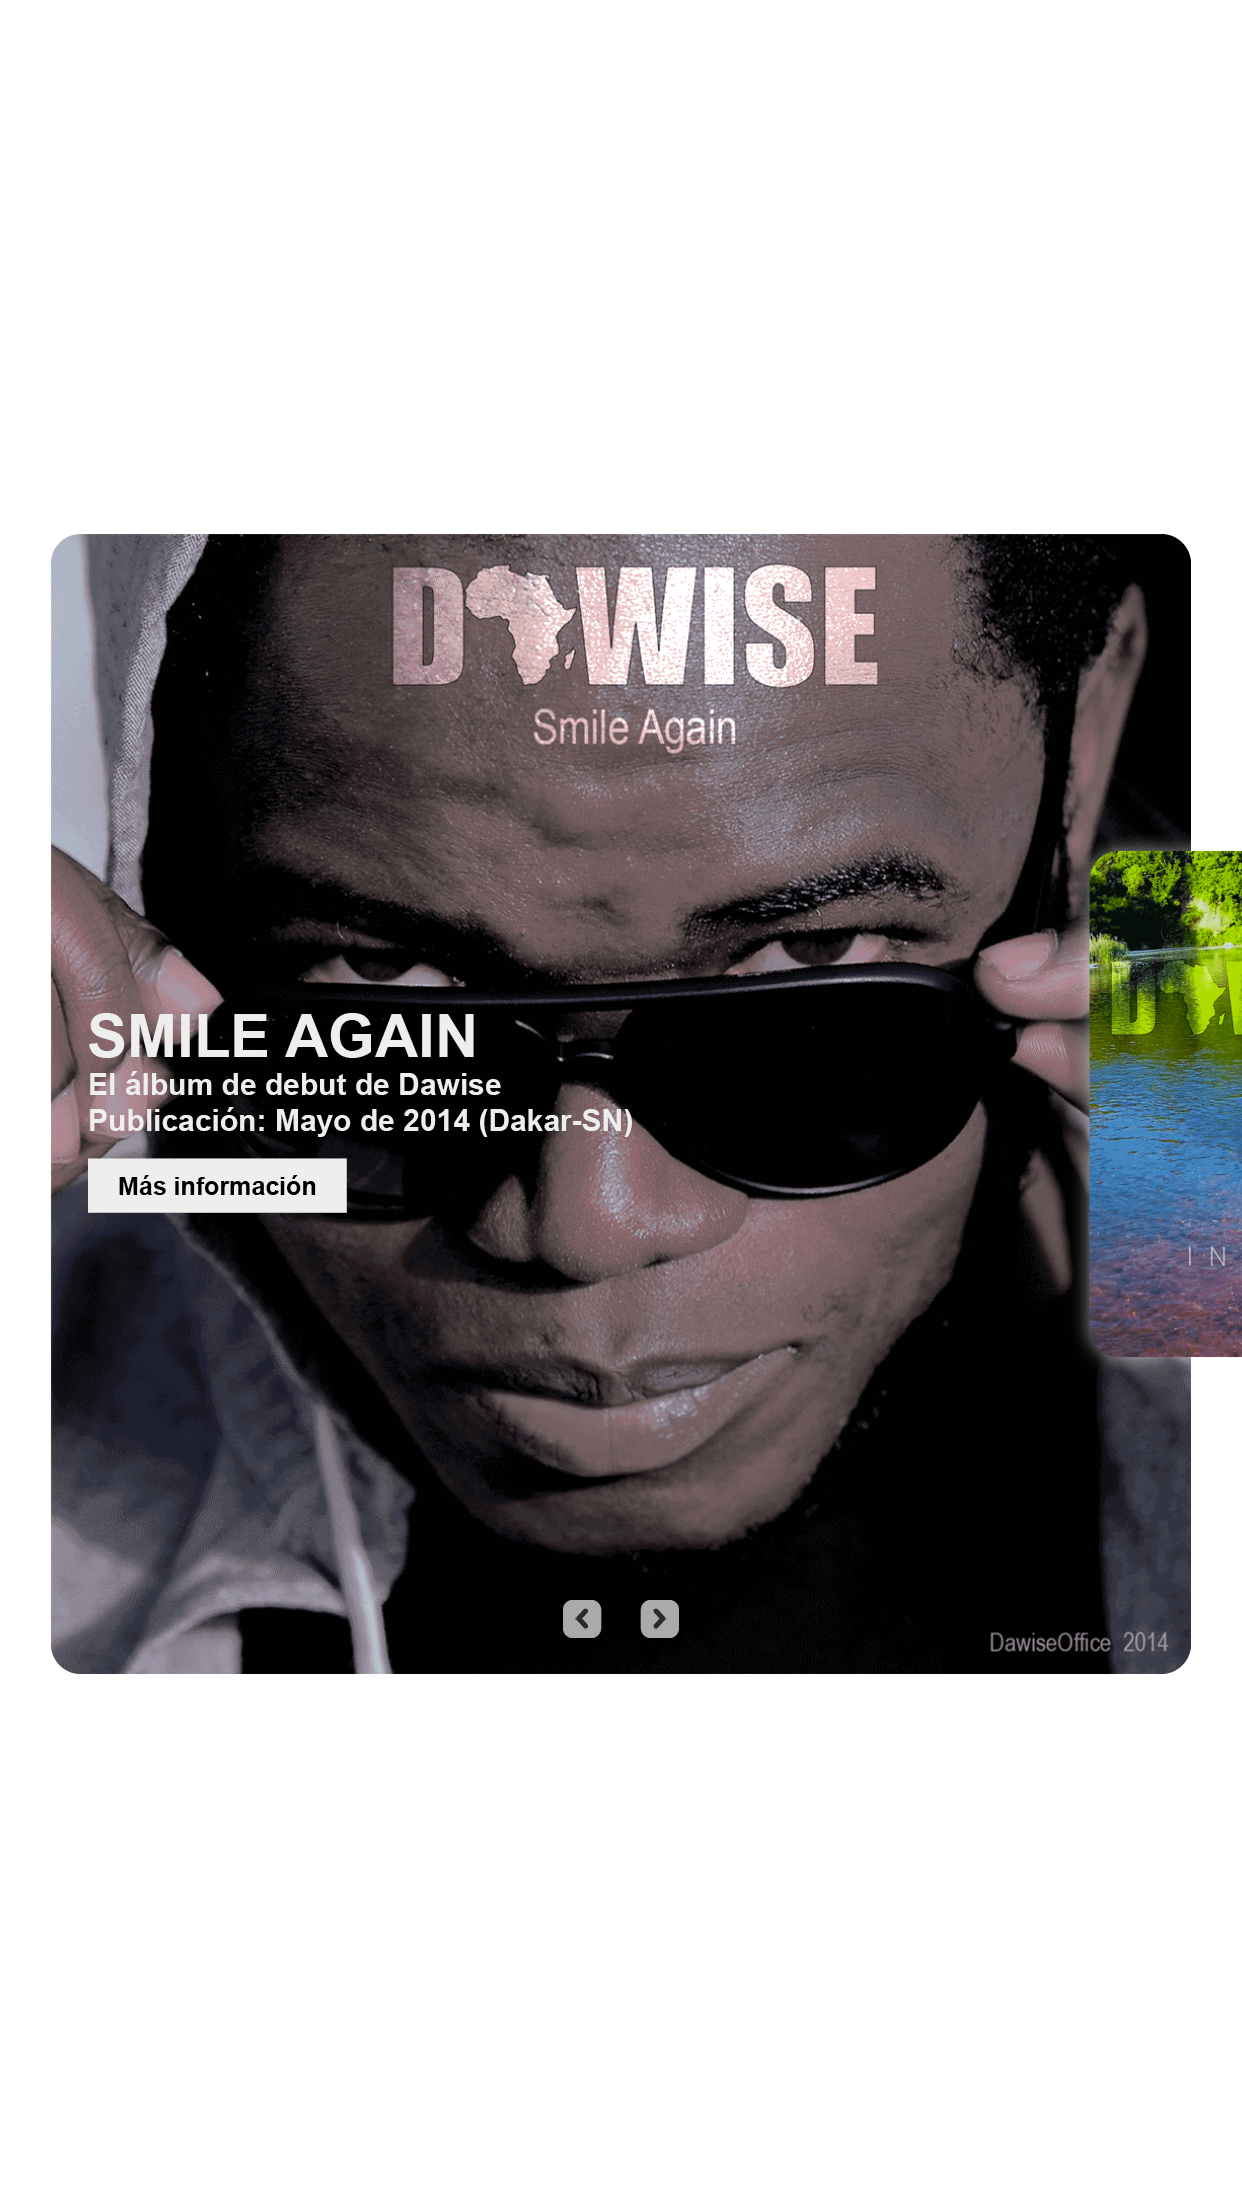 DAWISE
Smile Again
SMILE AGAIN
El álbum de debut de Dawise
Publicación: Mayo de 2014 (Dakar-SN)
Más información
I N
DawiseOffice 2014